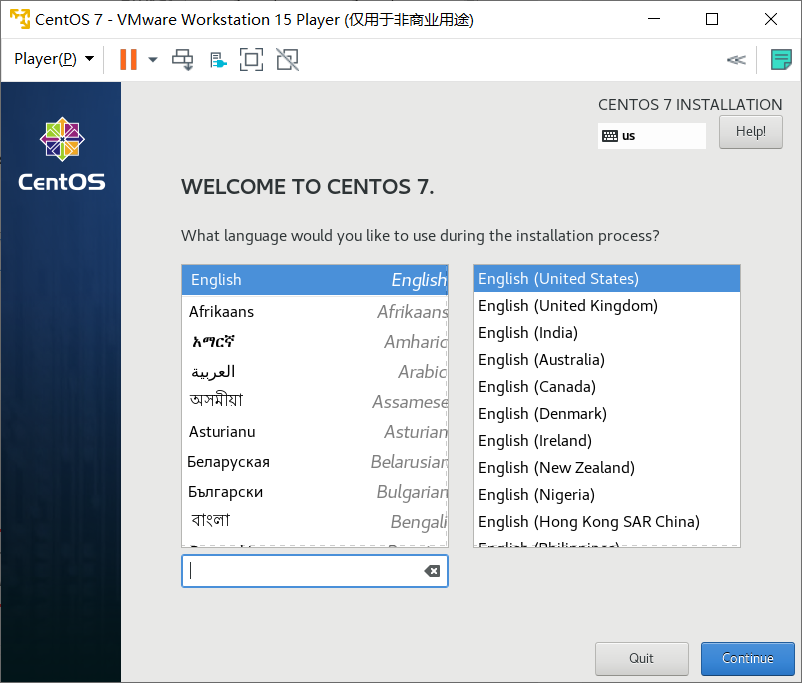 CentOS 7 - VMware Workstation 15 Player (仅用于非商业用途)
Player(P)
CentOS
CENTOS 7 INSTALLATION
us
Help!
WELCOME TO CENTOS 7.
What language would you like to use during the installation process?
English English
Afrikaans Afrikaans
አማርኛ Amharic
العربية Arabic
অসমীয়া Assamese
Asturianu Asturian
Беларуская Belarusian
Български Bulgarian
বাংলা Bengali
English (United States)
English (United Kingdom)
English (India)
English (Australia)
English (Canada)
English (Denmark)
English (Ireland)
English (New Zealand)
English (Nigeria)
English (Hong Kong SAR China)
English (Philippines)
Quit
Continue